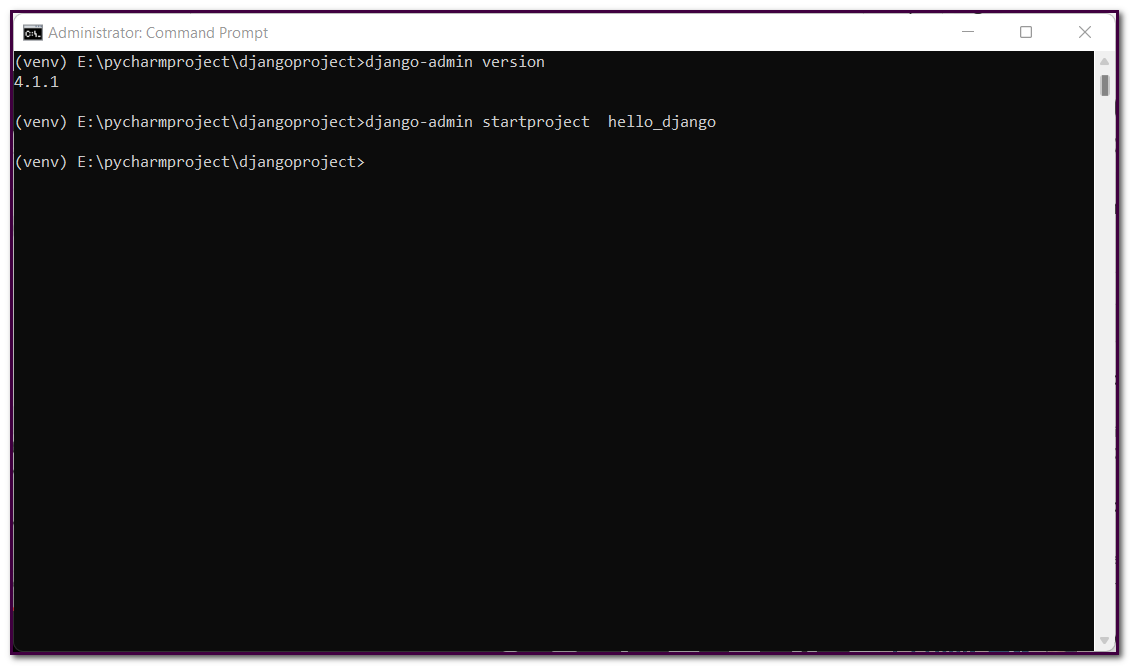 Administrator: Command Prompt
(venv) E:\pycharmproject\djangoproject>django-admin version
4.1.1
(venv) E:\pycharmproject\djangoproject>django-admin startproject  hello_django
(venv) E:\pycharmproject\djangoproject>